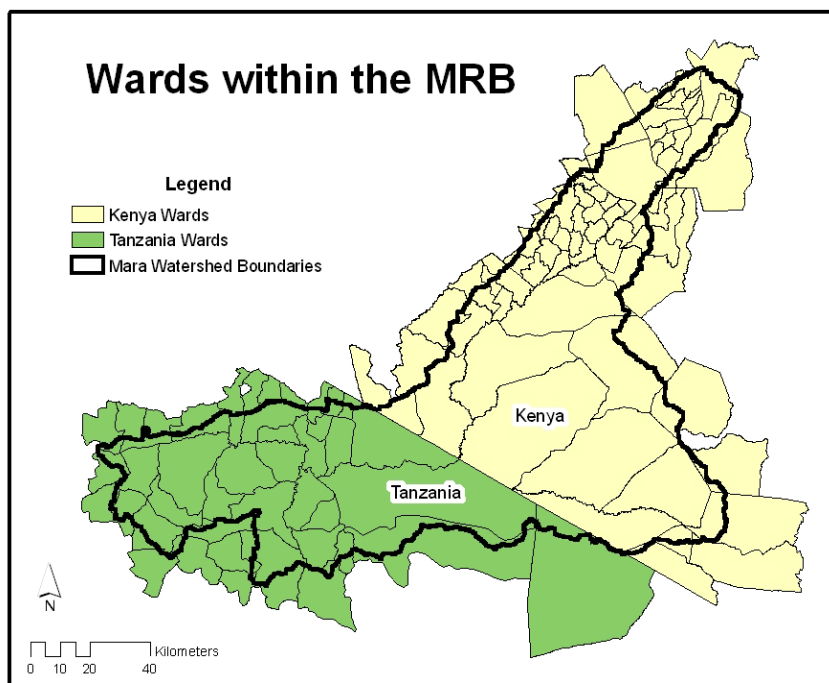 Wards within the MRB
Legend
Kenya Wards
Tanzania Wards
Mara Watershed Boundaries
Kenya
Tanzania
N
Kilometers
0 10 20 40